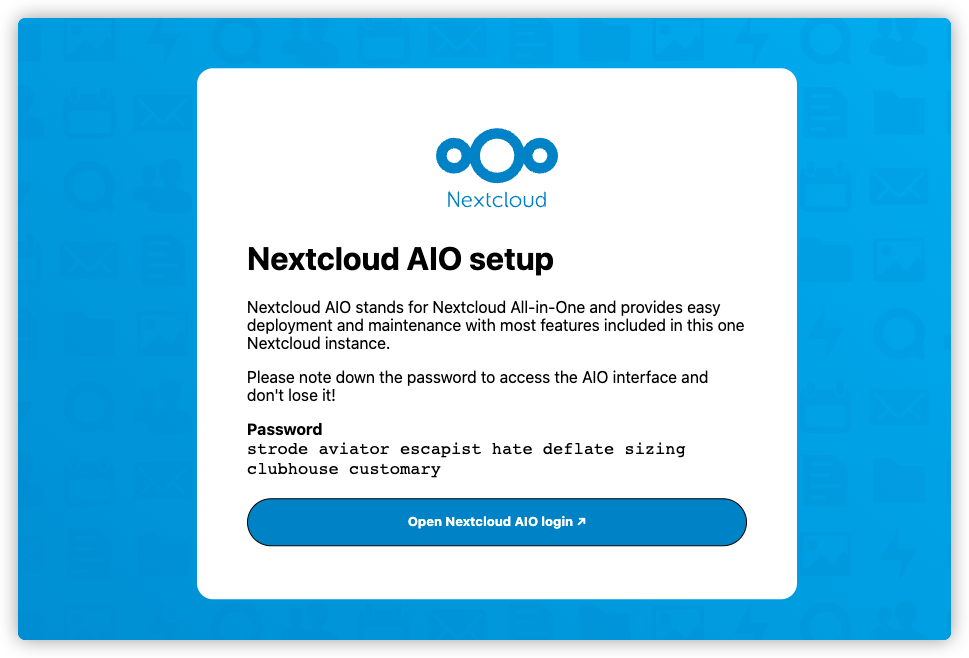 Nextcloud
Nextcloud AIO setup
Nextcloud AIO stands for Nextcloud All-in-One and provides easy
deployment and maintenance with most features included in this one
Nextcloud instance.
Please note down the password to access the AIO interface and
don't lose it!
Password
strode aviator escapist hate deflate sizing
clubhouse customary
Open Nextcloud AIO login ↗